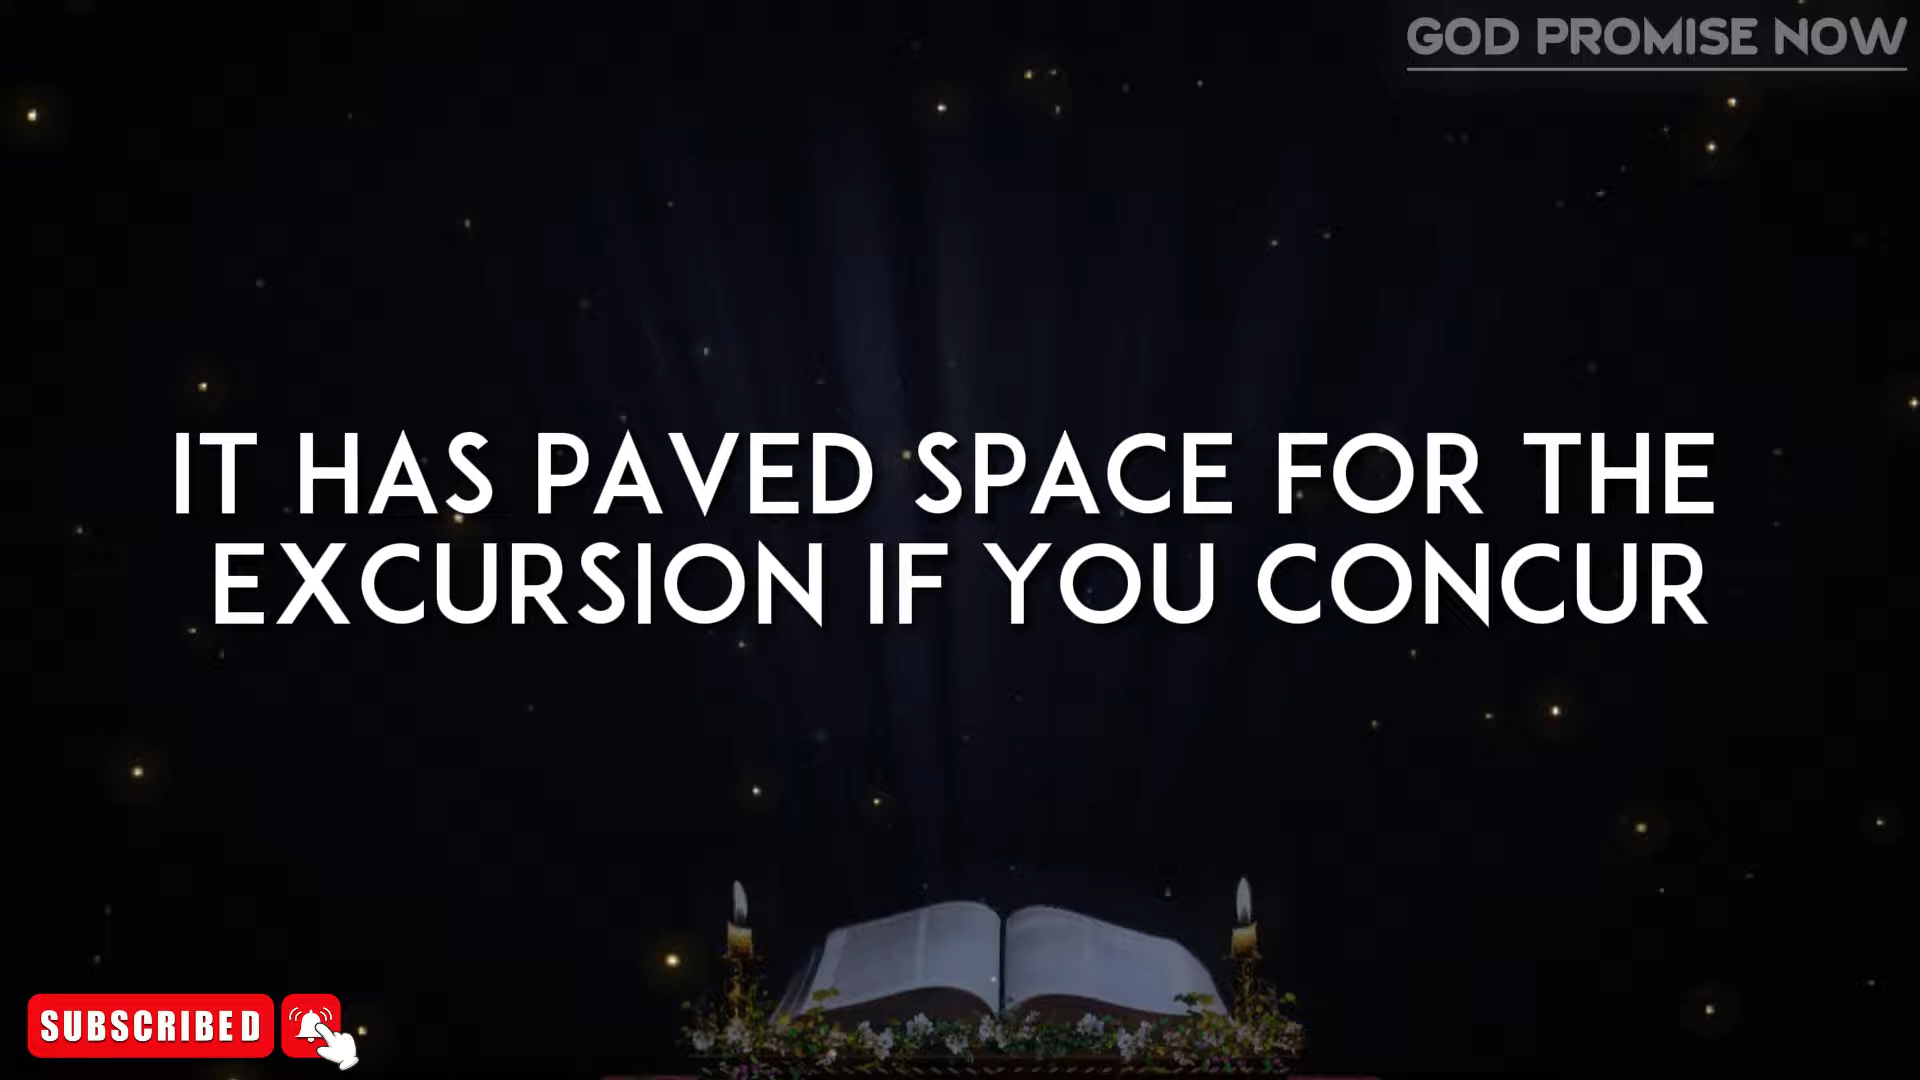 GOD PROMISE NOW
IT HAS PAVED SPACE FOR THE
EXCURSION IF YOU CONCUR
SUBSCRIBED